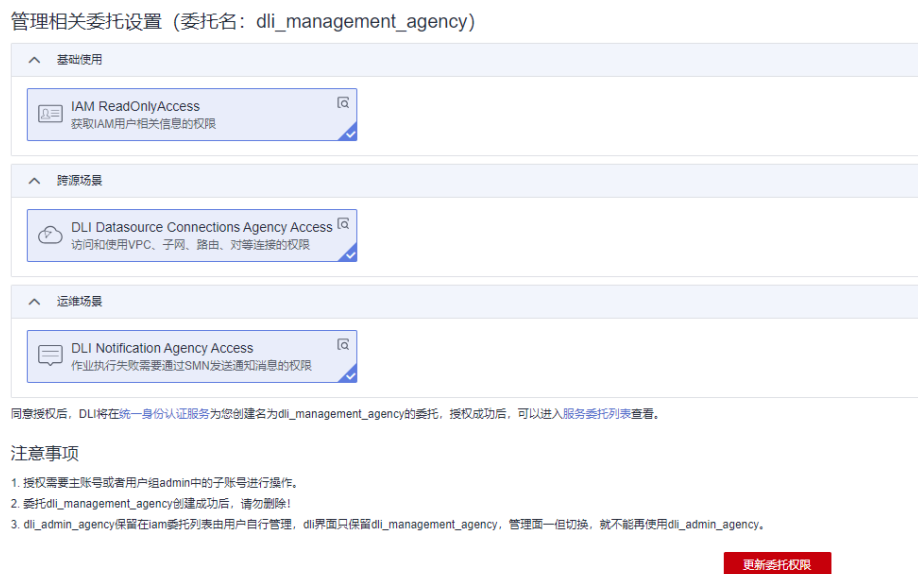 管理相关委托设置（委托名：dli_management_agency）
基础使用
IAM ReadOnlyAccess
获取IAM用户相关信息的权限
跨源场景
DLI Datasource Connections Agency Access
访问和使用VPC、子网、路由、对等连接的权限
运维场景
DLI Notification Agency Access
作业执行失败需要通过SMN发送通知消息的权限
同意授权后，DLI将在统一身份认证服务为您创建名为dli_management_agency的委托，授权成功后，可以进入服务委托列表查看。
注意事项
1. 授权需要主账号或者用户组admin中的子账号进行操作。
2. 委托dli_management_agency创建成功后，请勿删除！
3. dli_admin_agency保留在iam委托列表由用户自行管理，dli界面只保留dli_management_agency，管理面一但切换，就不能再使用dli_admin_agency。
更新委托权限